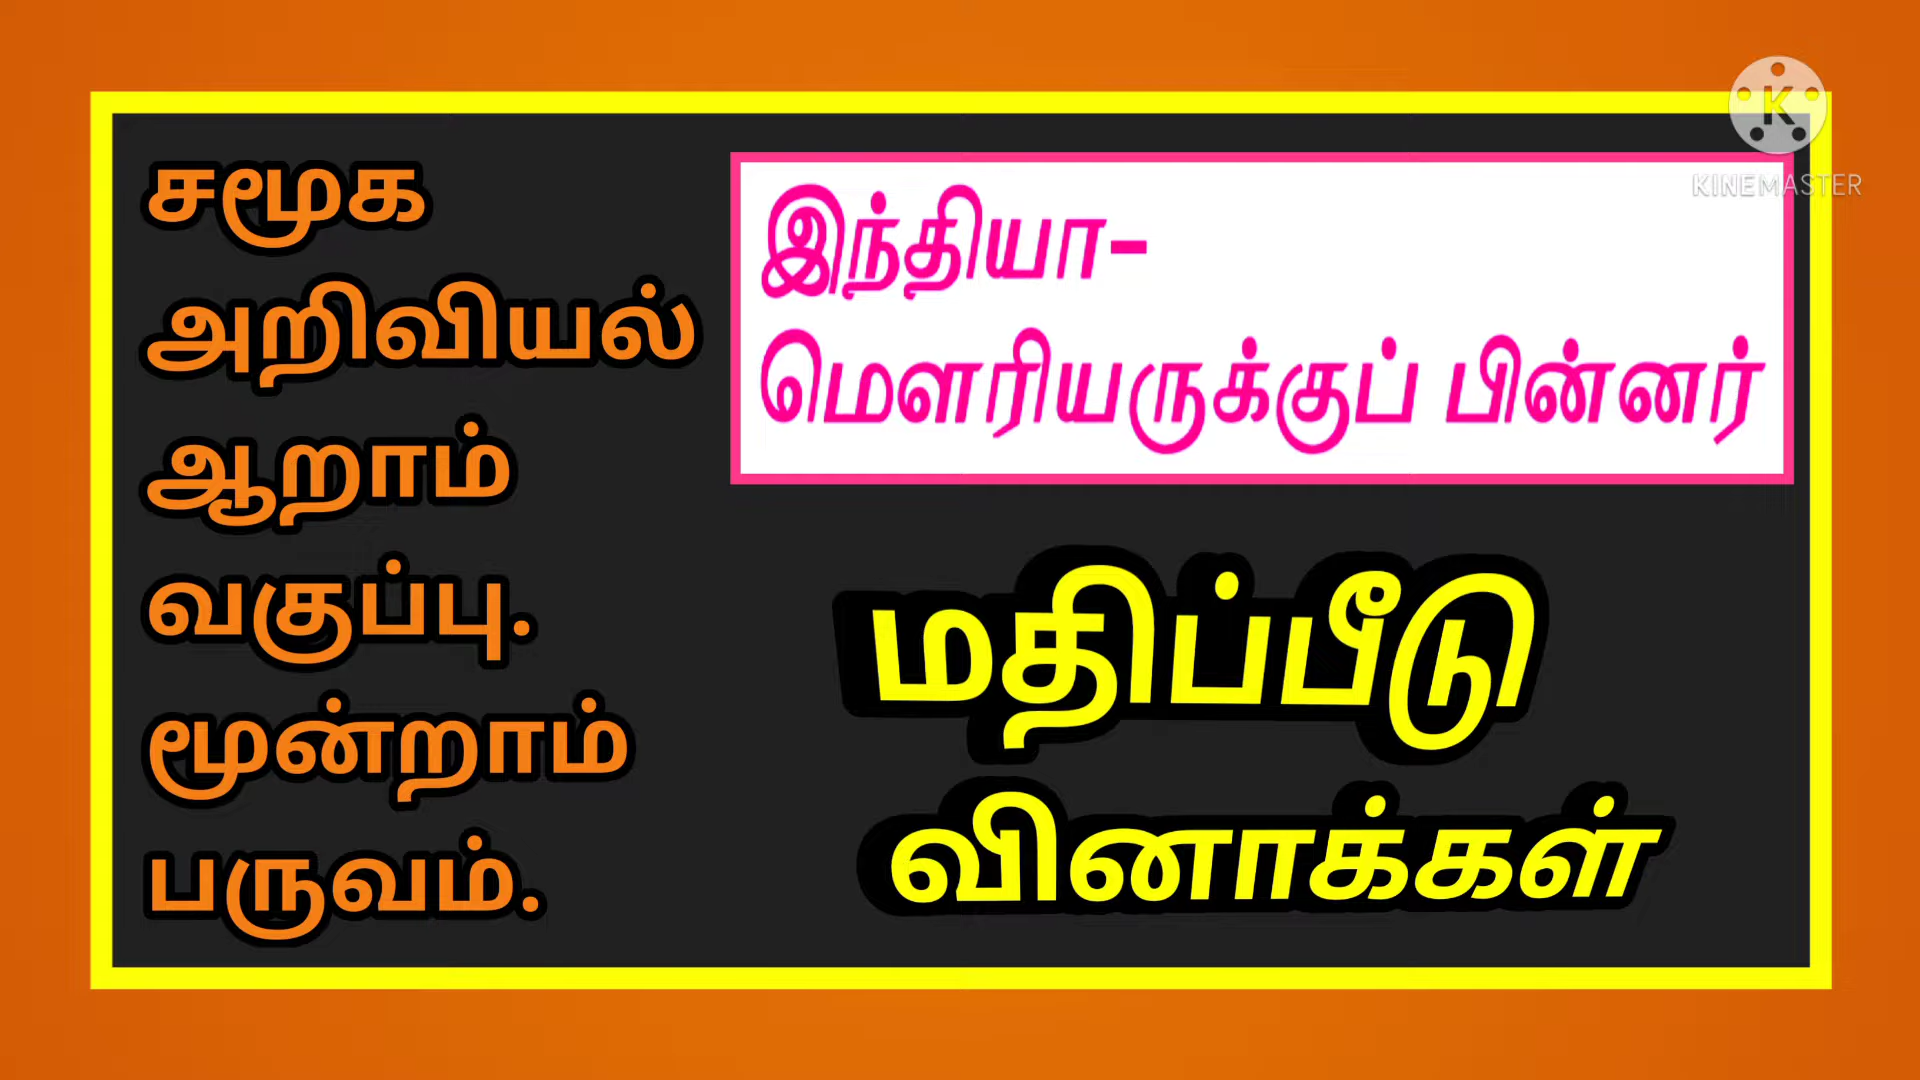 சமூக
அறிவியல்
ஆறாம்
வகுப்பு.
மூன்றாம்
பருவம்.
இந்தியா-
மௌரியருக்குப் பின்னர்
மதிப்பீடு
வினாக்கள்
K
KINEMASTER